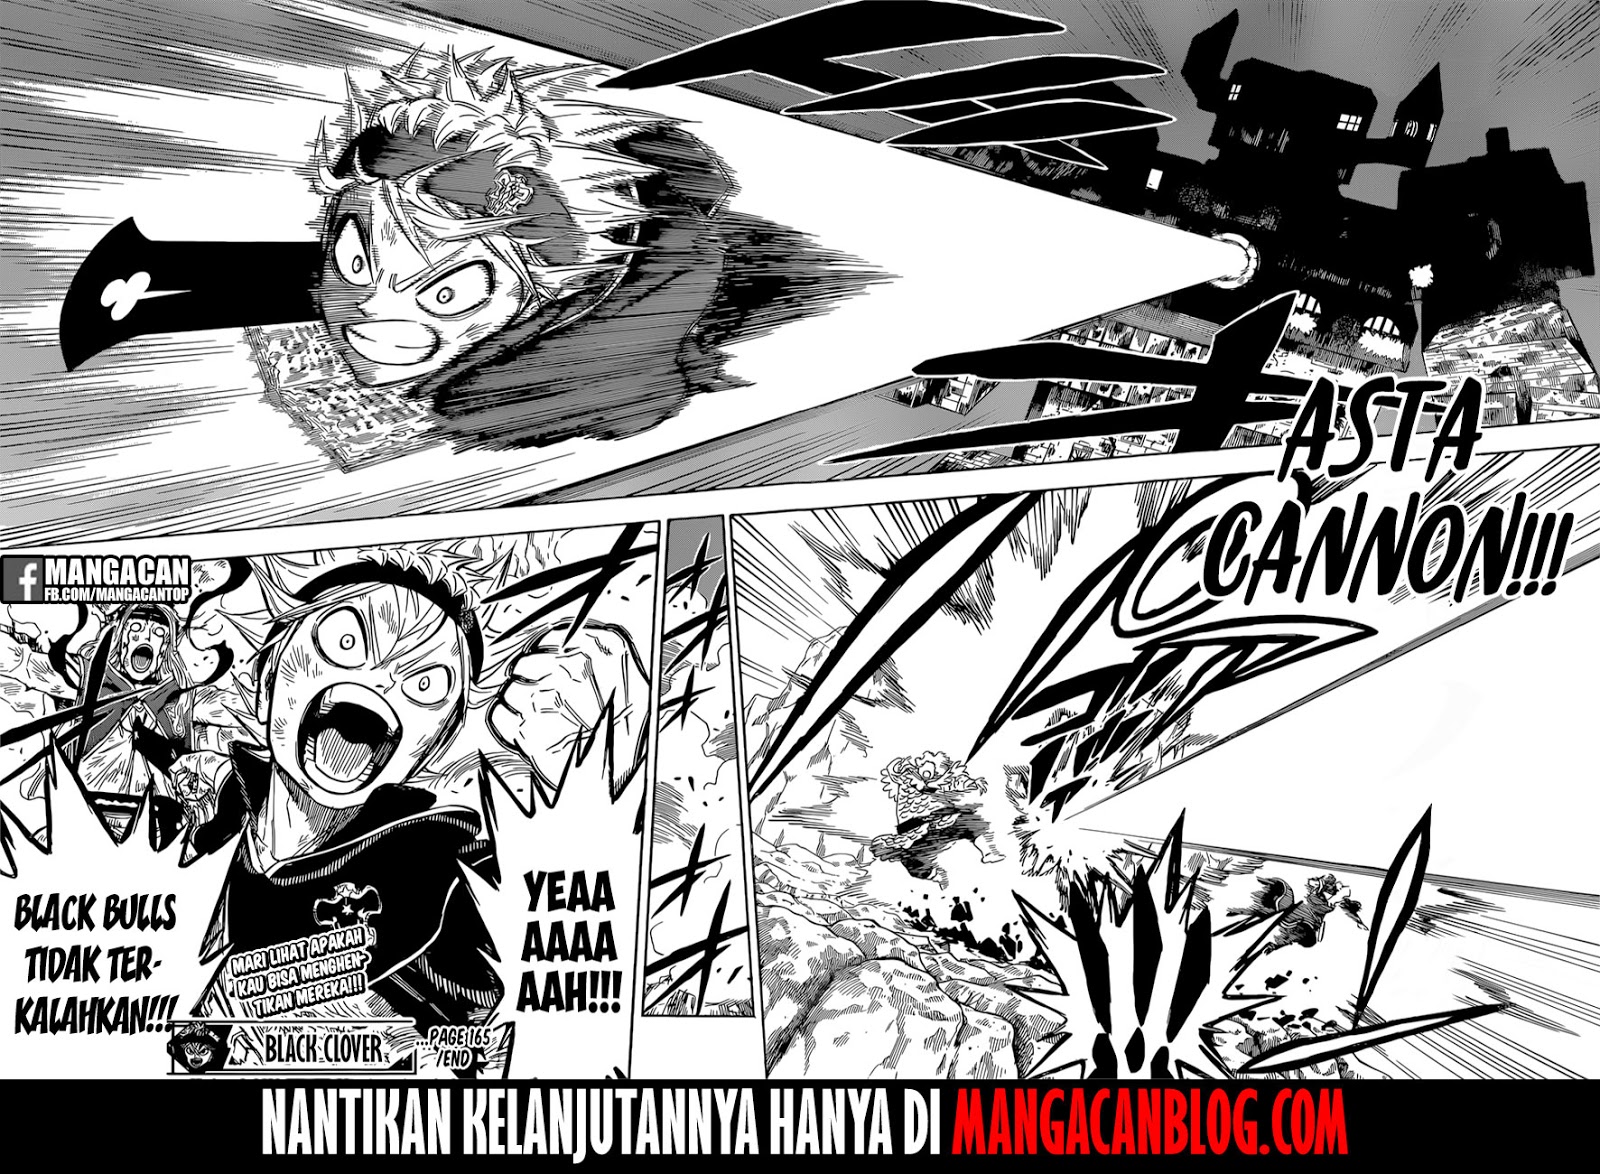 ASTA
CANNON!!!
f MANGACAN
FB.COM/MANGACANTOP
YEAA
AAAA
AAH!!!
BLACK BULLS
TIDAK TER-
KALAHKAN!!!
MARI LIHAT APAKAH
KAU BISA MENGHEN-
TIKAN MEREKA!!!
BLACK CLOVER
...PAGE 165
/END
NANTIKAN KELANJUTANNYA HANYA DI MANGACANBLOG.COM